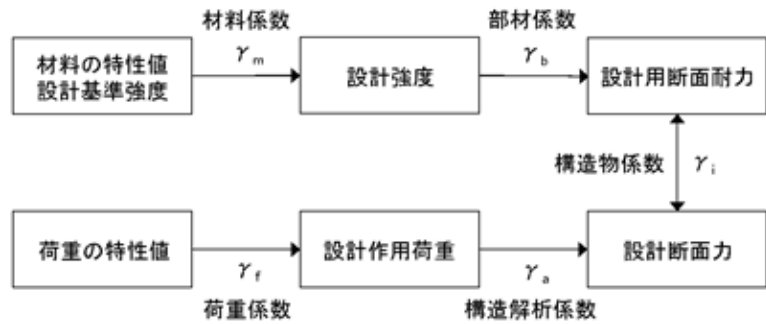 材料係数
部材係数
材料の特性値
設計基準強度
γm
設計強度
γb
設計用断面耐力
構造物係数
γi
荷重の特性値
γf
設計作用荷重
γa
設計断面力
荷重係数
構造解析係数